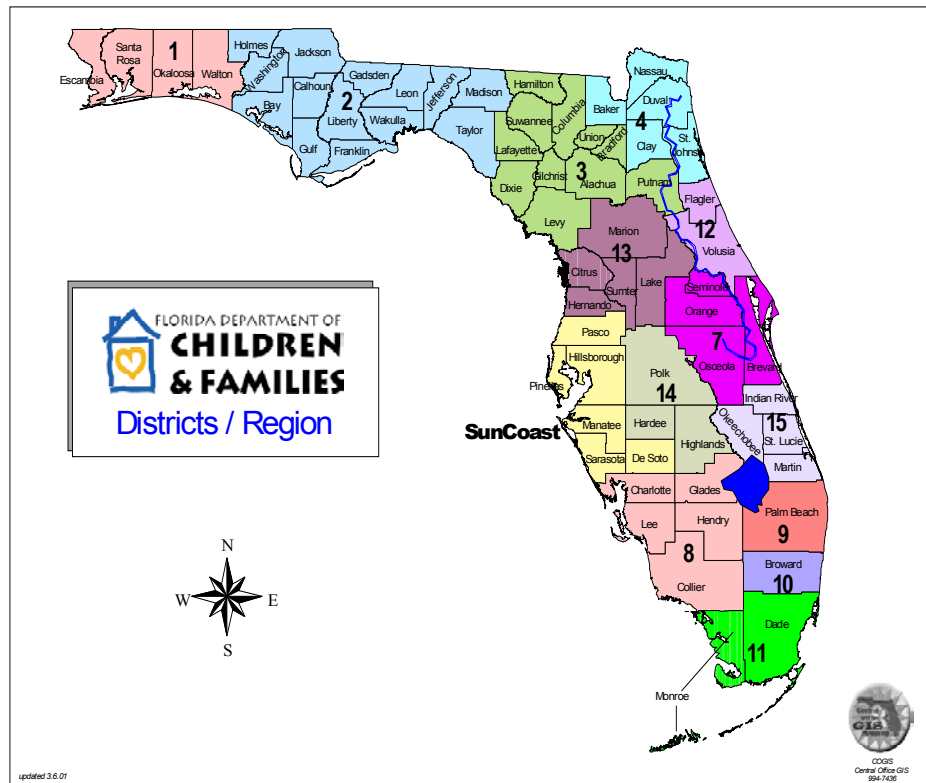 Escambia
Santa
Rosa
1
Okaloosa
Walton
Holmes
Washington
Jackson
Bay
Calhoun
2
Liberty
Gulf
Franklin
Gadsden
Leon
Wakulla
Jefferson
Madison
Taylor
Hamilton
Suwannee
Columbia
Lafayette
Dixie
Gilchrist
Union
Bradford
3
Alachua
Levy
Putnam
Nassau
Baker
Duval
4
Clay
St.
Johns
Flagler
12
Volusia
Marion
13
Citrus
Sumter
Lake
Hernando
Seminole
Orange
7
Osceola
Brevard
Pasco
Hillsborough
Pinellas
Manatee
Sarasota
De Soto
SunCoast
Polk
14
Hardee
Highlands
Indian River
Okeechobee
15
St. Lucie
Martin
Charlotte
Glades
Lee
Hendry
8
Collier
Palm Beach
9
Broward
10
Dade
11
Monroe
FLORIDA DEPARTMENT OF
CHILDREN
& FAMILIES
Districts / Region
N
W
E
S
updated 3.6.01
GIS
COGIS
Central Office GIS
994-7436